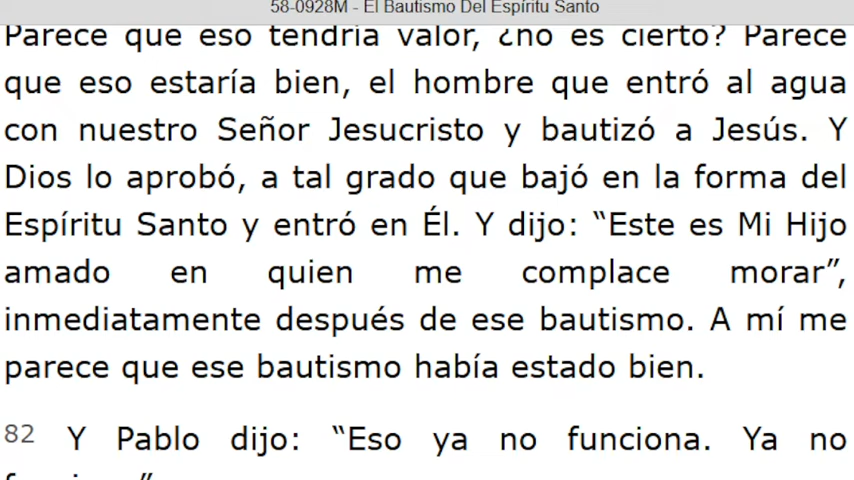 58-0928M - El Bautismo Del Espíritu Santo
Parece que eso tendría valor, ¿no es cierto? Parece
que eso estaría bien, el hombre que entró al agua
con nuestro Señor Jesucristo y bautizó a Jesús. Y
Dios lo aprobó, a tal grado que bajó en la forma del
Espíritu Santo y entró en Él. Y dijo: “Este es Mi Hijo
amado en quien me complace morar”,
inmediatamente después de ese bautismo. A mí me
parece que ese bautismo había estado bien.
82 Y Pablo dijo: “Eso ya no funciona. Ya no